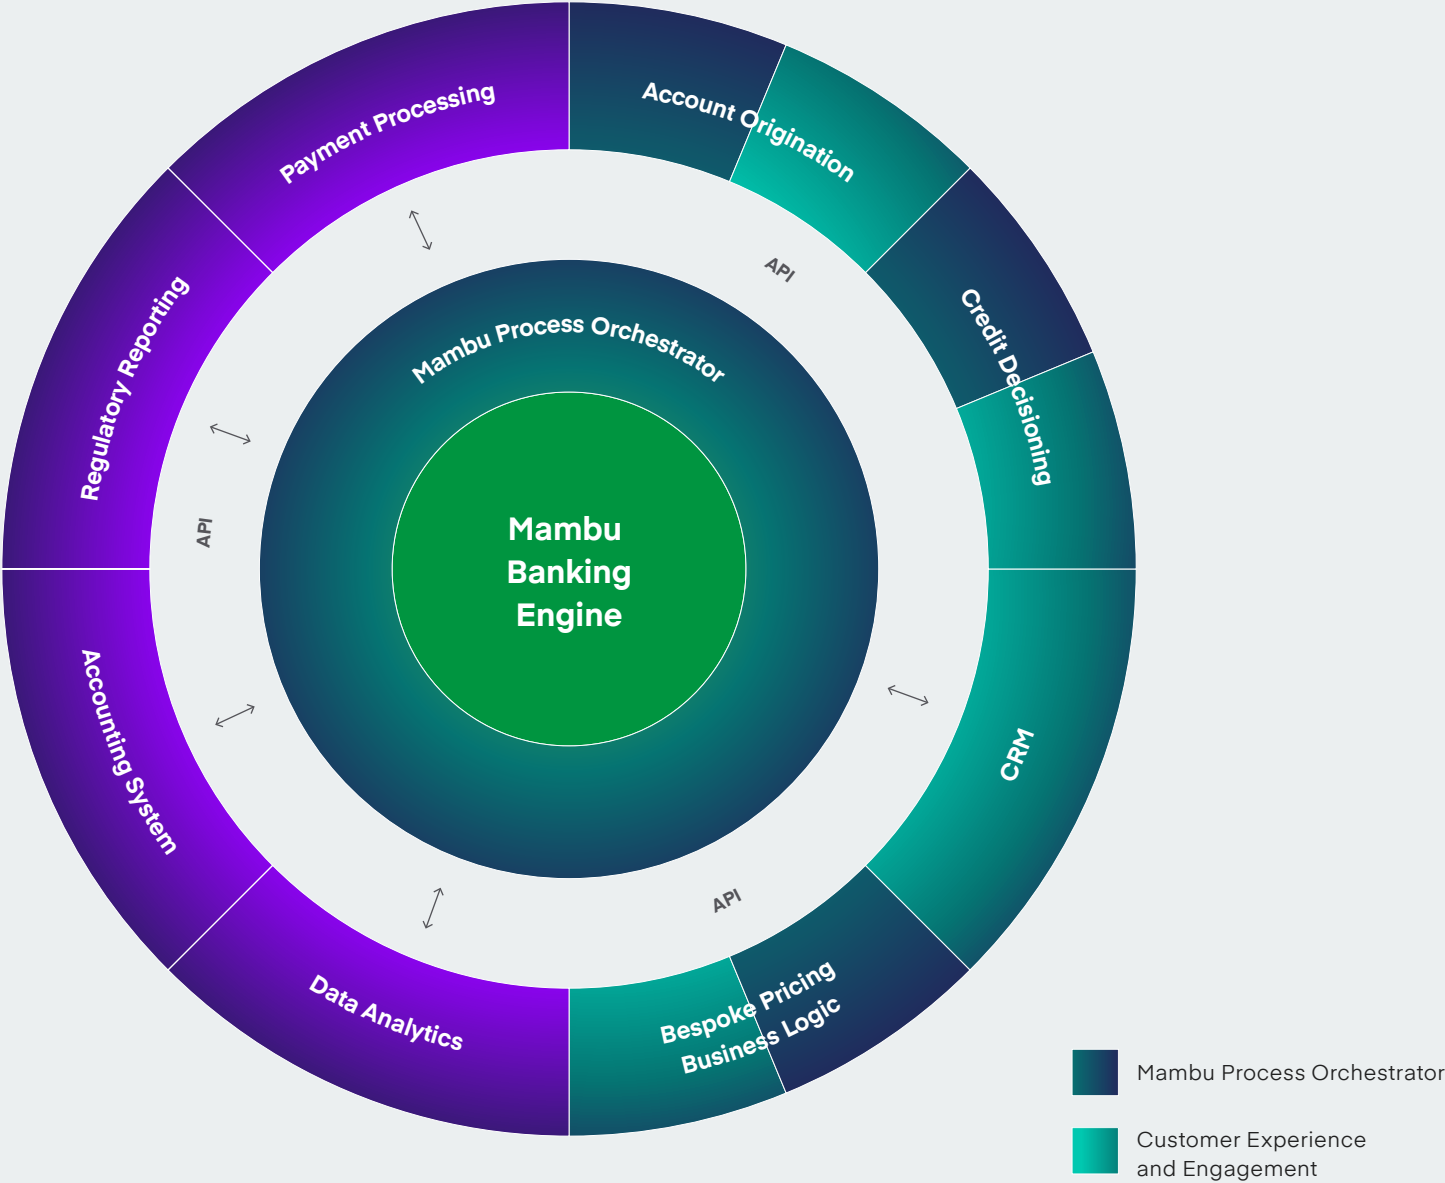 Payment Processing
Account Origination
Regulatory Reporting
Credit Decisioning
API
Mambu Process Orchestrator
API
Mambu
Banking
Engine
Accounting System
CRM
API
Data Analytics
Bespoke Pricing
Business Logic
Mambu Process Orchestrator
Customer Experience
and Engagement